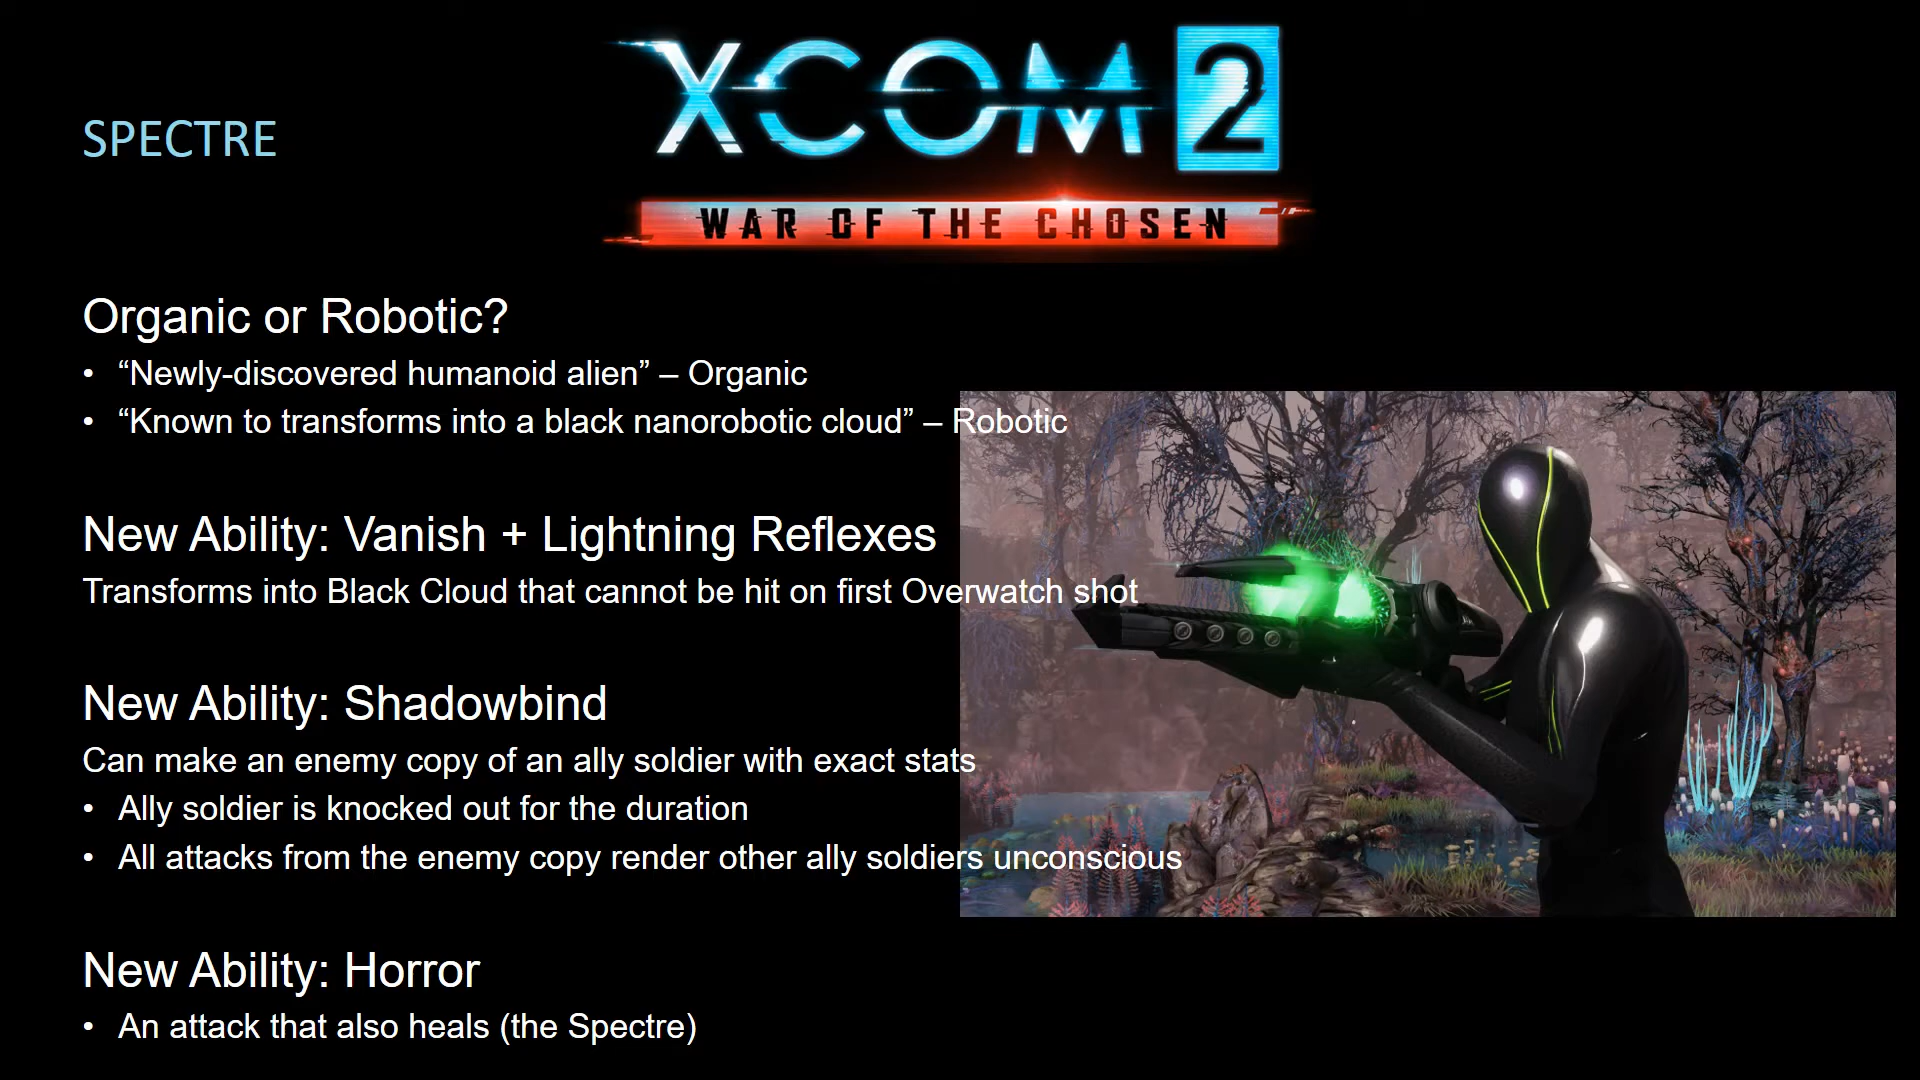 XCOM 2
WAR OF THE CHOSEN
SPECTRE
Organic or Robotic?
• “Newly-discovered humanoid alien” – Organic
• “Known to transforms into a black nanorobotic cloud” – Robotic
New Ability: Vanish + Lightning Reflexes
Transforms into Black Cloud that cannot be hit on first Overwatch shot
New Ability: Shadowbind
Can make an enemy copy of an ally soldier with exact stats
• Ally soldier is knocked out for the duration
• All attacks from the enemy copy render other ally soldiers unconscious
New Ability: Horror
• An attack that also heals (the Spectre)